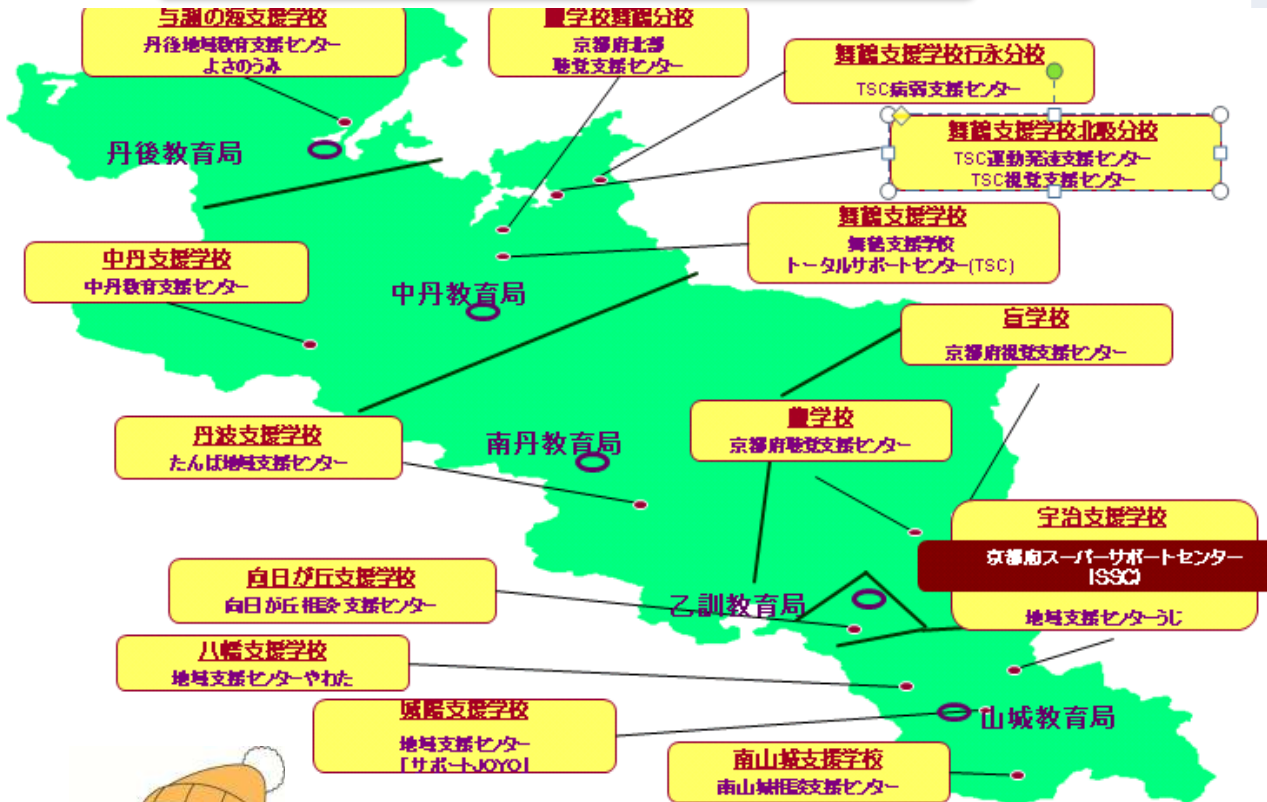 与謝の海支援学校
丹後地域教育支援センター
よさのうみ
聾学校舞鶴分校
京都府北部
聴覚支援センター
舞鶴支援学校行永分校
TSC病弱支援センター
舞鶴支援学校北吸分校
TSC運動発達支援センター
TSC視覚支援センター
丹後教育局
舞鶴支援学校
舞鶴支援学校
トータルサポートセンター(TSC)
中丹支援学校
中丹教育支援センター
中丹教育局
盲学校
京都府視覚支援センター
丹波支援学校
たんば地域支援センター
南丹教育局
聾学校
京都府聴覚支援センター
宇治支援学校
京都府スーパーサポートセンター
(SSC)
地域支援センターうじ
向日が丘支援学校
向日が丘相談支援センター
乙訓教育局
八幡支援学校
地域支援センターやわた
城陽支援学校
地域支援センター
「サポートJOYO」
山城教育局
南山城支援学校
南山城相談支援センター